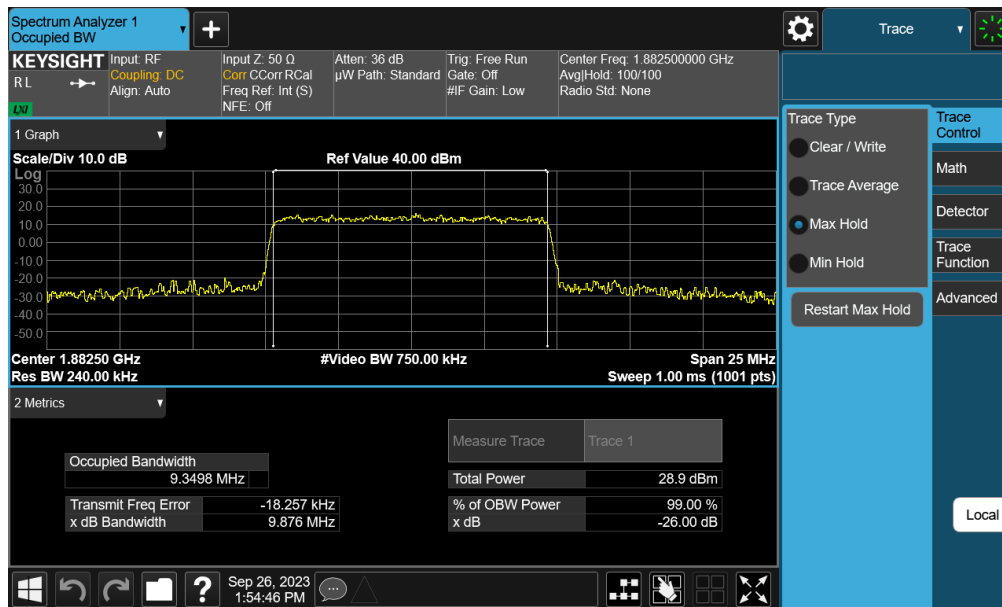 Spectrum Analyzer 1
Occupied BW
+
Trace
KEYSIGHT
R L
LXI
Input: RF
Coupling: DC
Align: Auto
Input Z: 50 Ω
Corr CCorr RCal
Freq Ref: Int (S)
NFE: Off
Atten: 36 dB
µW Path: Standard
Trig: Free Run
Gate: Off
#IF Gain: Low
Center Freq: 1.882500000 GHz
Avg|Hold: 100/100
Radio Std: None
1 Graph
Scale/Div 10.0 dB
Ref Value 40.00 dBm
Log
30.0
20.0
10.0
0.00
-10.0
-20.0
-30.0
-40.0
-50.0
Center 1.88250 GHz
#Video BW 750.00 kHz
Span 25 MHz
Res BW 240.00 kHz
Sweep 1.00 ms (1001 pts)
2 Metrics
Measure Trace
Trace 1
Occupied Bandwidth
9.3498 MHz
Total Power
28.9 dBm
Transmit Freq Error
-18.257 kHz
% of OBW Power
99.00 %
x dB Bandwidth
9.876 MHz
x dB
-26.00 dB
Trace Type
Clear / Write
Trace Average
Max Hold
Min Hold
Restart Max Hold
Trace
Control
Math
Detector
Trace
Function
Advanced
Local
?
Sep 26, 2023
1:54:46 PM